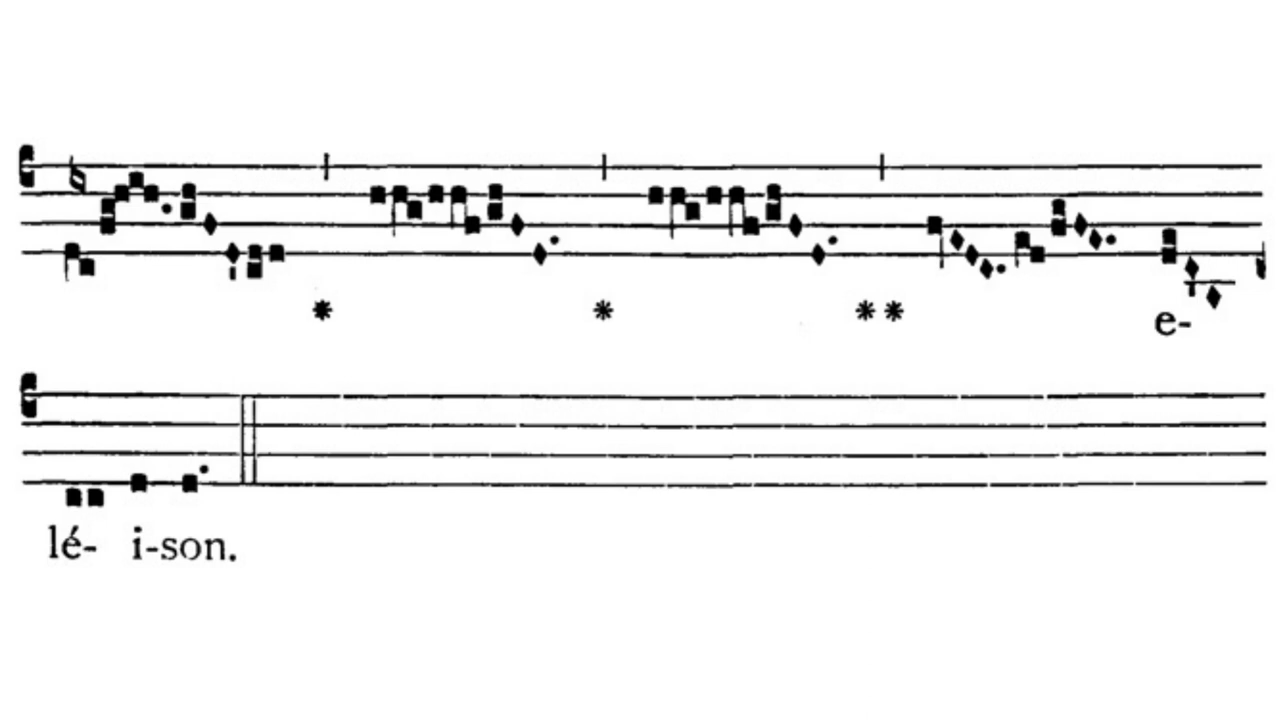 * * ** e-
lé- i-son.